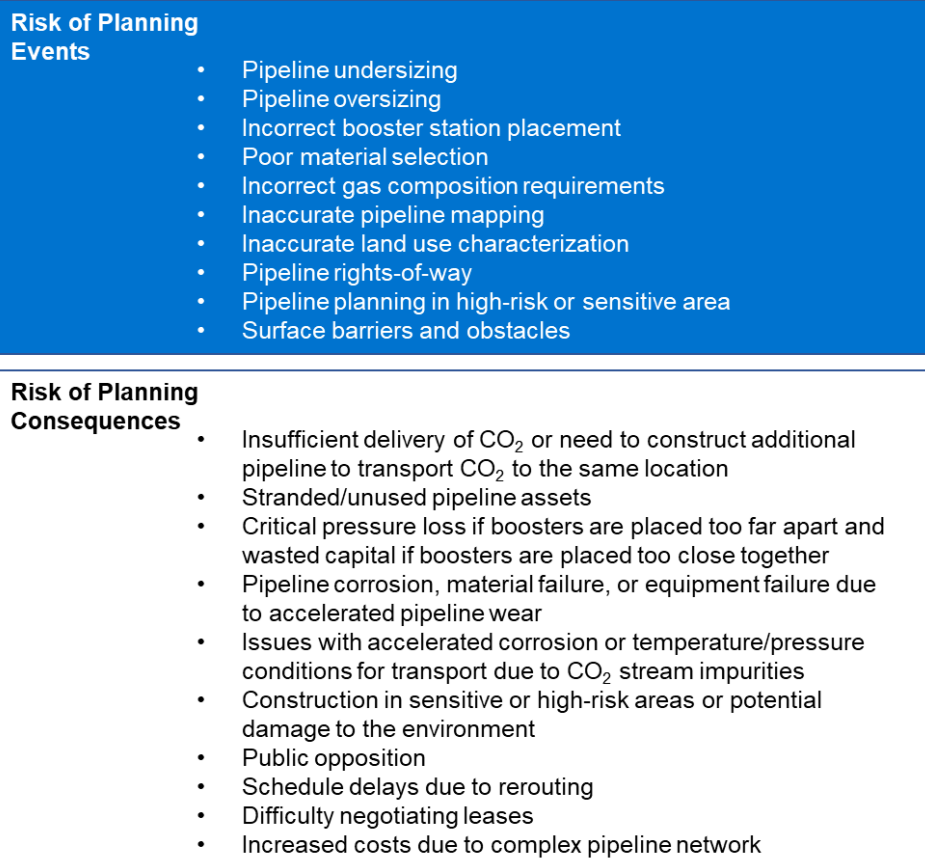 Risk of Planning
Events
• Pipeline undersizing
• Pipeline oversizing
• Incorrect booster station placement
• Poor material selection
• Incorrect gas composition requirements
• Inaccurate pipeline mapping
• Inaccurate land use characterization
• Pipeline rights-of-way
• Pipeline planning in high-risk or sensitive area
• Surface barriers and obstacles
Risk of Planning
Consequences
• Insufficient delivery of CO₂ or need to construct additional
pipeline to transport CO₂ to the same location
• Stranded/unused pipeline assets
• Critical pressure loss if boosters are placed too far apart and
wasted capital if boosters are placed too close together
• Pipeline corrosion, material failure, or equipment failure due
to accelerated pipeline wear
• Issues with accelerated corrosion or temperature/pressure
conditions for transport due to CO₂ stream impurities
• Construction in sensitive or high-risk areas or potential
damage to the environment
• Public opposition
• Schedule delays due to rerouting
• Difficulty negotiating leases
• Increased costs due to complex pipeline network